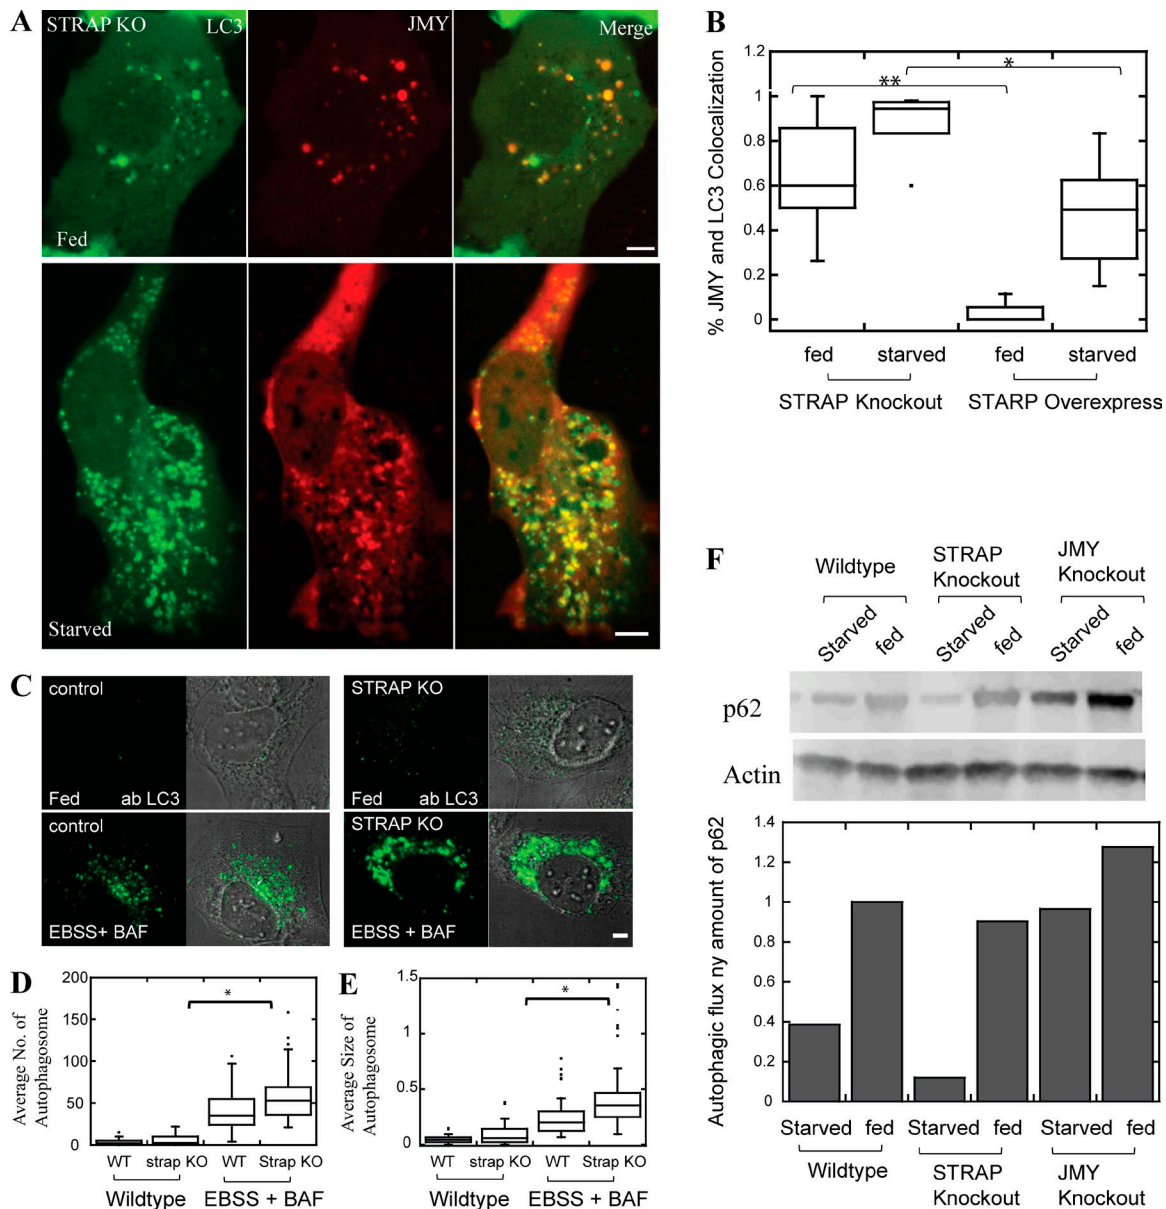 A
STRAP KO LC3 JMY Merge
Fed
Starved
B
% JMY and LC3 Colocalization
1.2
1
0.8
0.6
0.4
0.2
0
**
*
fed starved fed starved
STRAP Knockout STARP Overexpress
C
control STRAP KO
Fed ab LC3 Fed ab LC3
control STRAP KO
EBSS+ BAF EBSS + BAF
D
Average No. of
Autophagosome
200
150
100
50
0
*
WT strap KO WT Strap KO
Wildtype EBSS + BAF
E
Average Size of
Autophagosome
1.5
1
0.5
0
*
WT strap KO WT Strap KO
Wildtype EBSS + BAF
F
Wildtype STRAP Knockout JMY Knockout
Starved fed Starved fed Starved fed
p62
Actin
Autophagic flux ny amount of p62
1.4
1.2
1
0.8
0.6
0.4
0.2
0
Starved fed Starved fed Starved fed
Wildtype STRAP Knockout JMY Knockout